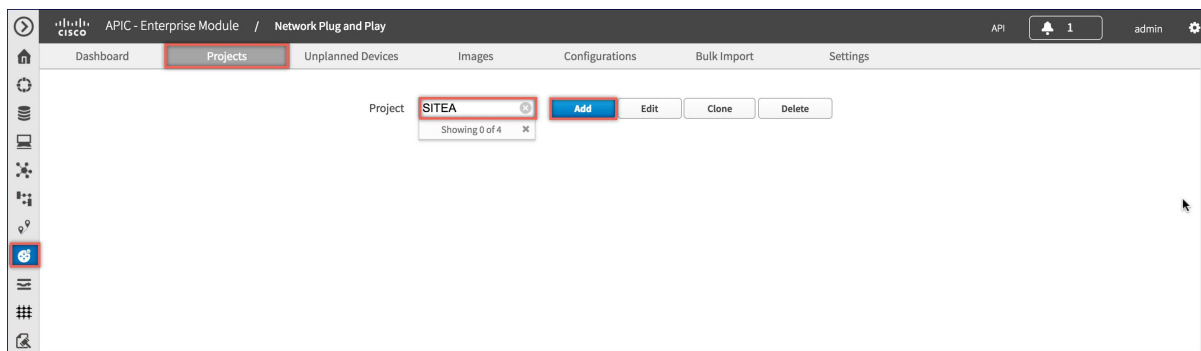 CISCO APIC - Enterprise Module / Network Plug and Play API 1 admin
Dashboard Projects Unplanned Devices Images Configurations Bulk Import Settings
Project SITEA Add Edit Clone Delete
Showing 0 of 4